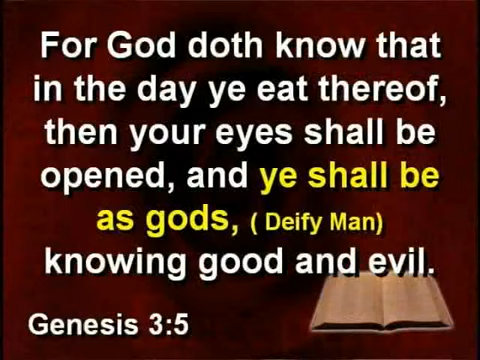 For God doth know that
in the day ye eat thereof,
then your eyes shall be
opened, and ye shall be
as gods, ( Deify Man)
knowing good and evil.
Genesis 3:5